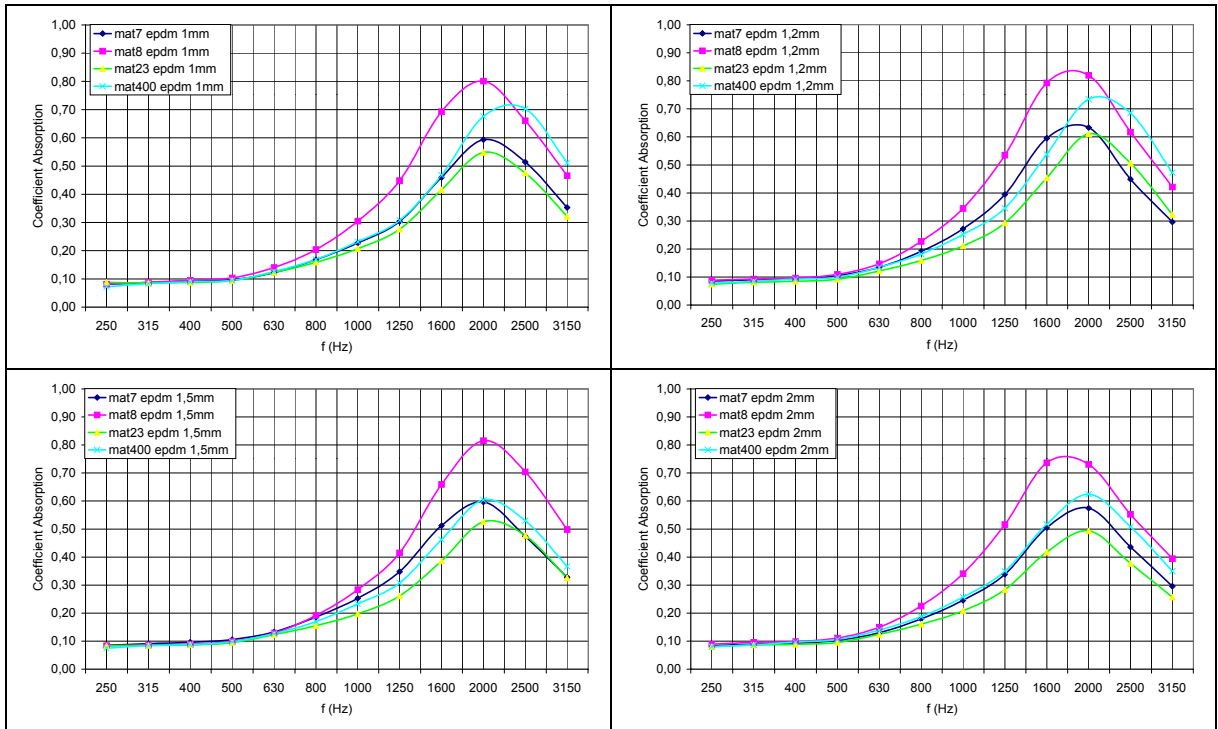 1,00
0,90
0,80
0,70
0,60
0,50
0,40
0,30
0,20
0,10
0,00
Coefficient Absorption
mat7 epdm 1mm
mat8 epdm 1mm
mat23 epdm 1mm
mat400 epdm 1mm
250 315 400 500 630 800 1000 1250 1600 2000 2500 3150
f (Hz)
1,00
0,90
0,80
0,70
0,60
0,50
0,40
0,30
0,20
0,10
0,00
Coefficient Absorption
mat7 epdm 1,2mm
mat8 epdm 1,2mm
mat23 epdm 1,2mm
mat400 epdm 1,2mm
250 315 400 500 630 800 1000 1250 1600 2000 2500 3150
f (Hz)
1,00
0,90
0,80
0,70
0,60
0,50
0,40
0,30
0,20
0,10
0,00
Coefficient Absorption
mat7 epdm 1,5mm
mat8 epdm 1,5mm
mat23 epdm 1,5mm
mat400 epdm 1,5mm
250 315 400 500 630 800 1000 1250 1600 2000 2500 3150
f (Hz)
1,00
0,90
0,80
0,70
0,60
0,50
0,40
0,30
0,20
0,10
0,00
Coefficient Absorption
mat7 epdm 2mm
mat8 epdm 2mm
mat23 epdm 2mm
mat400 epdm 2mm
250 315 400 500 630 800 1000 1250 1600 2000 2500 3150
f (Hz)